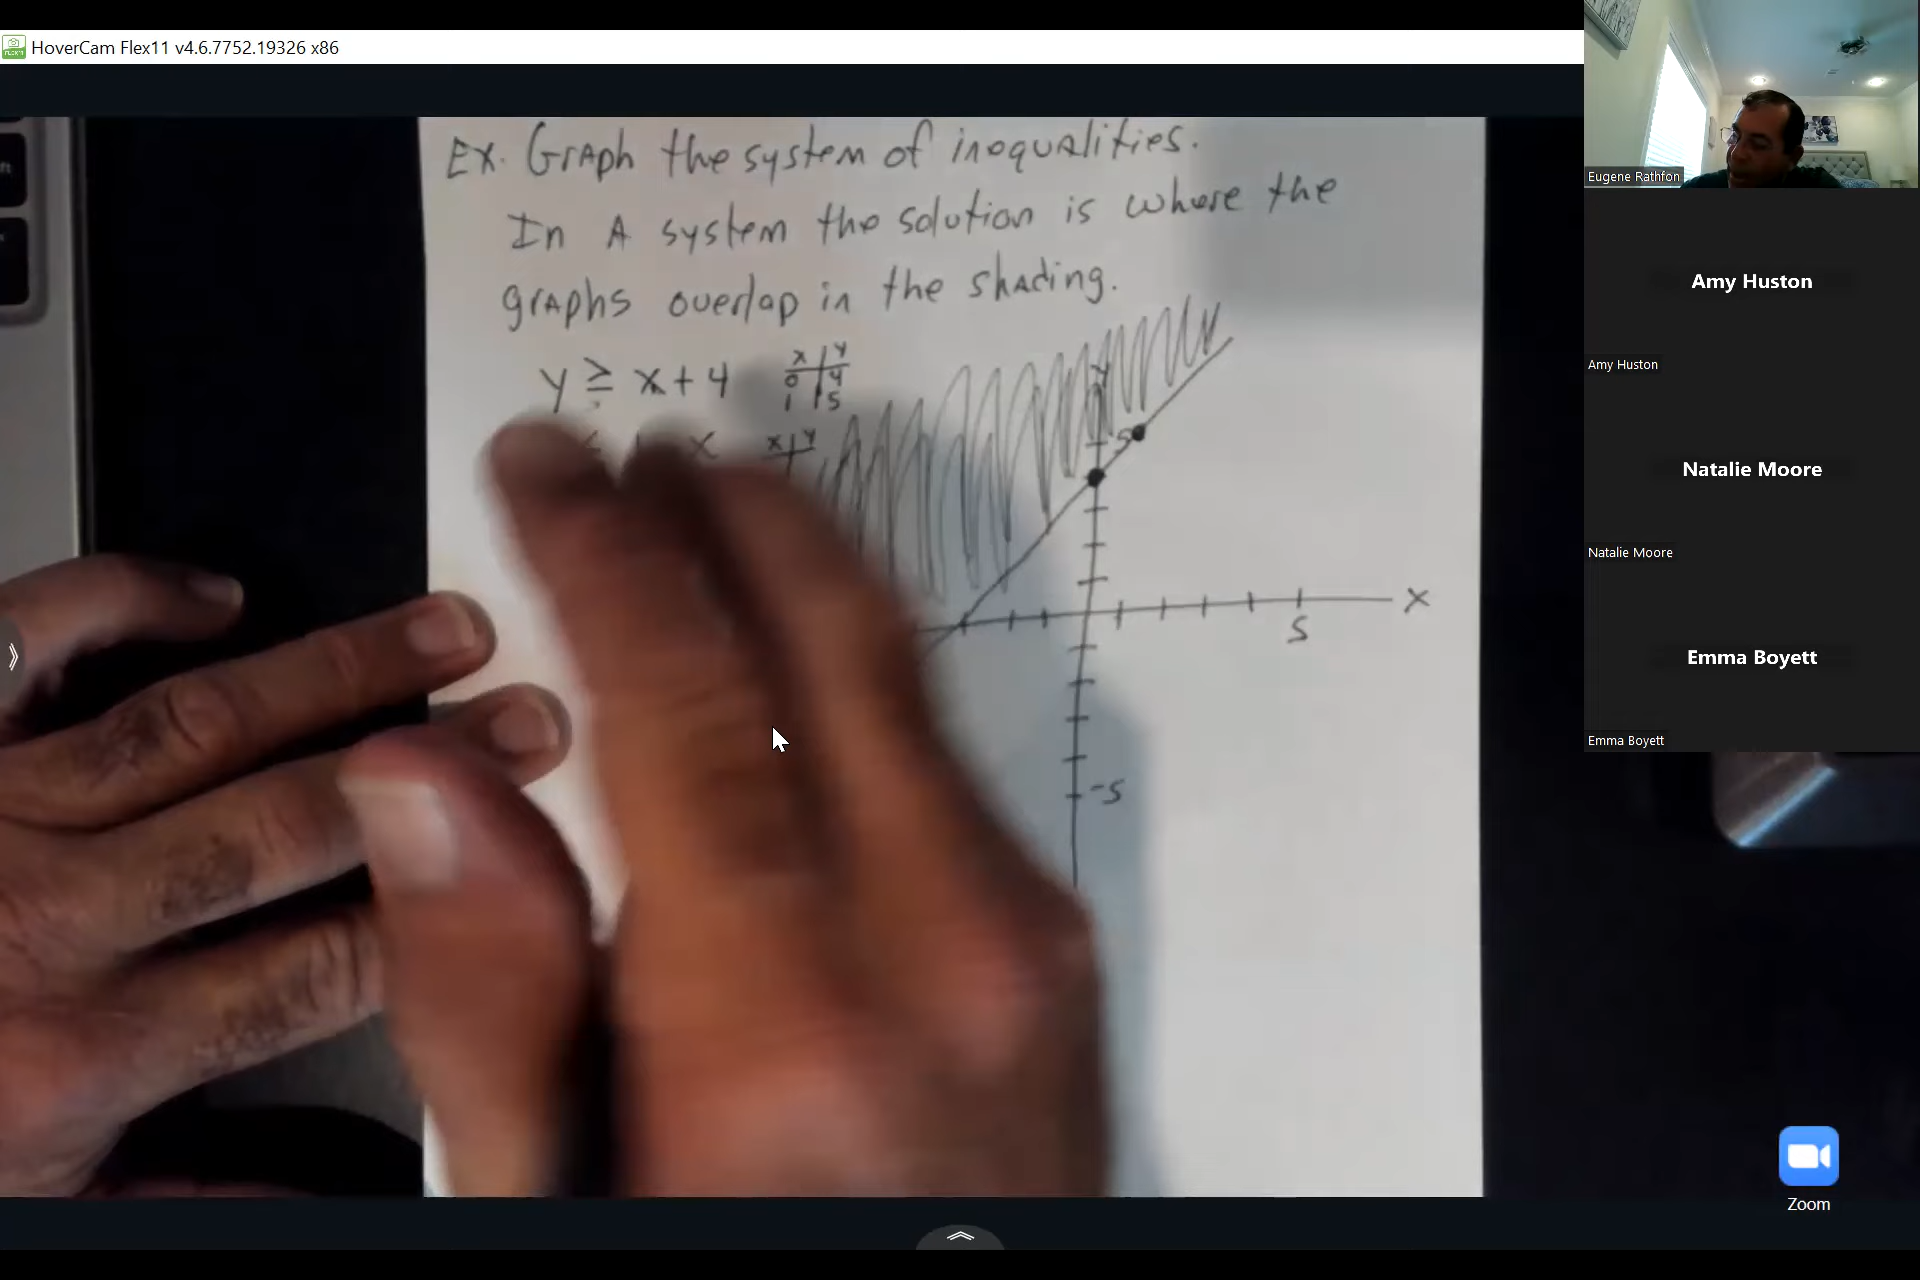 HoverCam Flex11 v4.6.7752.19326 x86
Ex. Graph the system of inequalities.
In A system the solution is where the
graphs overlap in the shading.
y ≥ x + 4
x y
0 4
1 5
x
x y
y
5
x
5
-5
Eugene Rathfon
Amy Huston
Amy Huston
Natalie Moore
Natalie Moore
Emma Boyett
Emma Boyett
Zoom